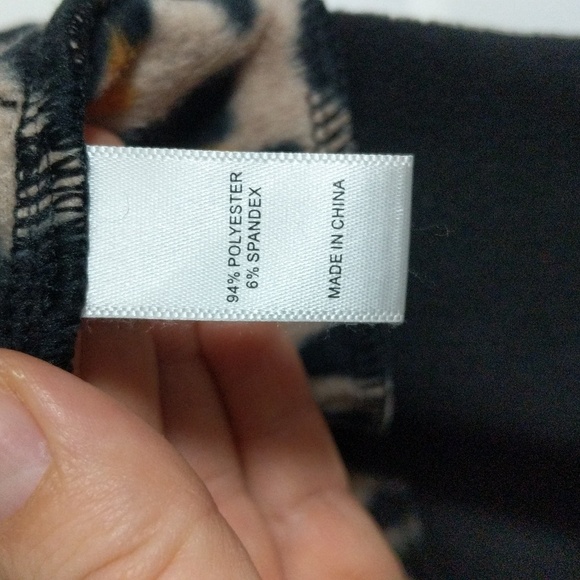 94% POLYESTER
6% SPANDEX
MADE IN CHINA